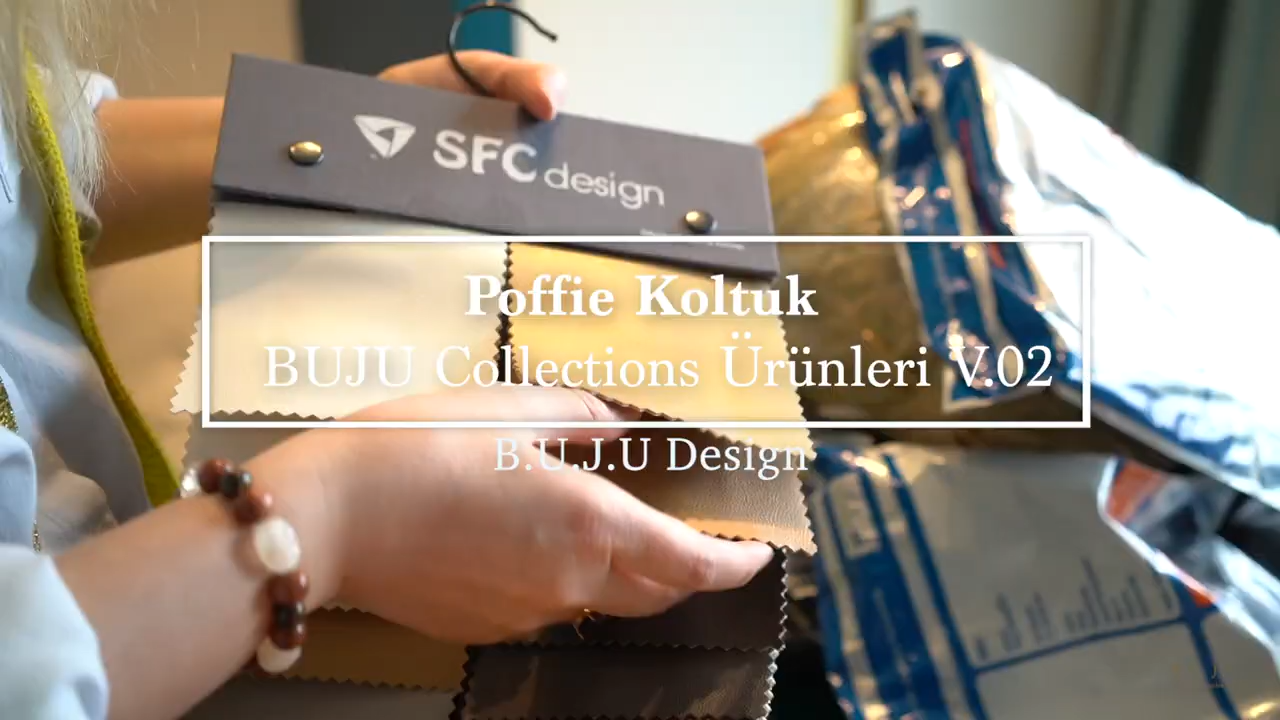 SFC design
Poffie Koltuk
BUJU Collections Ürünleri V.02
B.U.J.U Design